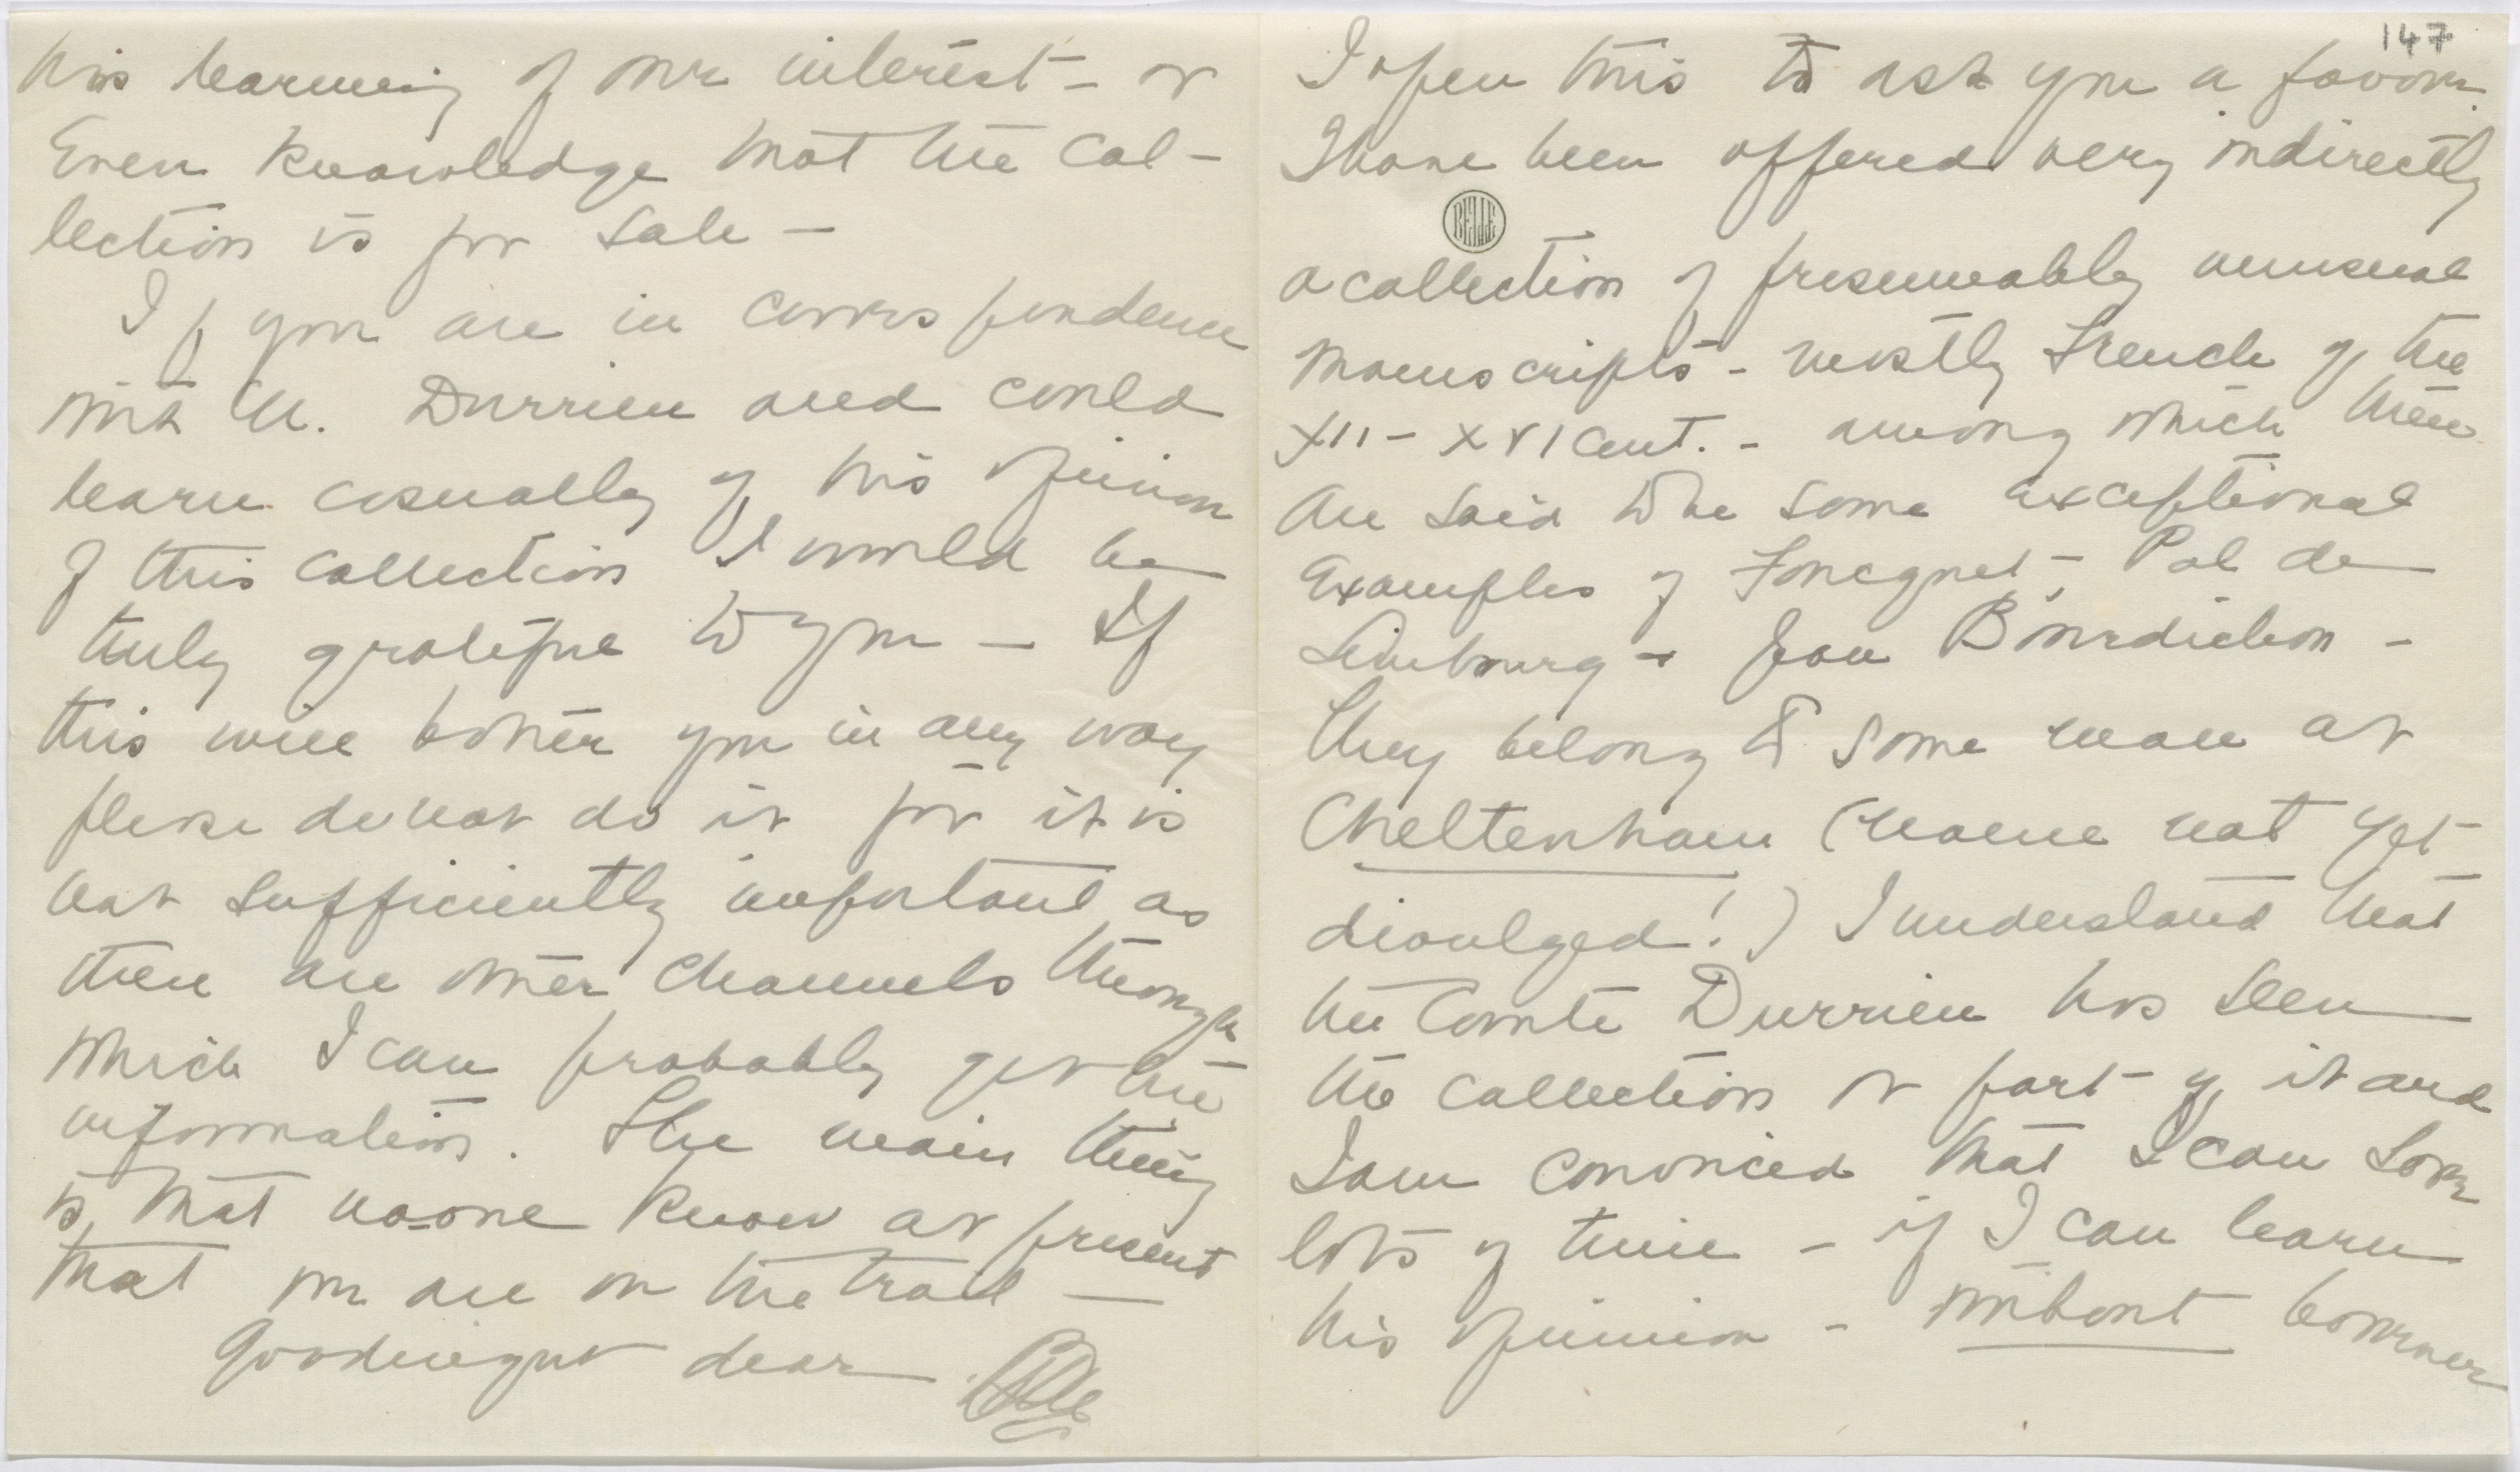 147
I open this to ask you a favor.
I have been offered very indirectly
BELLE
a collection of presumeably unusual
manuscripts – mostly French of the
XII – XVI cent. – among which there
are said to be some exceptional
examples of Foucquet –, Pol de
Limbourg + Jean Bourdichon –
They belong to some man at
Cheltenham (name not yet
divulged!) I understand that
the Comte Durrieu has seen
the collection or part of it and
I am convinced that I can save
lots of time – if I can learn
his opinion – without however
his learning of our interest – or
even knowledge that the col-
lection is for sale –
If you are in correspondence
with M. Durrieu and could
learn casually of his opinion
of this collection I would be
truly grateful to you – If
this will bother you in any way
please do not do it for it is
not sufficiently important as
there are other channels through
which I can probably get the
information. The main thing
is, that no-one know at present
that we are on the trail –
Goodnight dear Belle